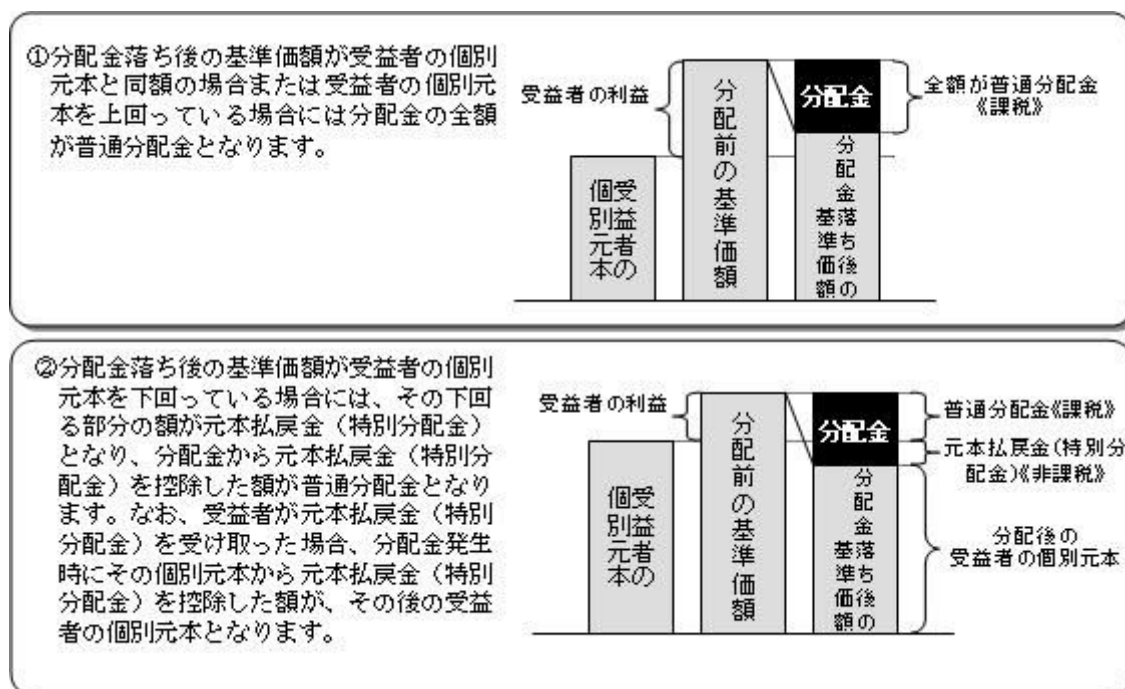 ①分配金落ち後の基準価額が受益者の個別
元本と同額の場合または受益者の個別元
本を上回っている場合には分配金の全額
が普通分配金となります。
受益者の利益
受益者の
個別元本
分配前の基準価額
分配金
分配金
落ち後の
基準価額
全額が普通分配金
《課税》
②分配金落ち後の基準価額が受益者の個別
元本を下回っている場合には、その下回
る部分の額が元本払戻金（特別分配金）
となり、分配金から元本払戻金（特別分
配金）を控除した額が普通分配金となり
ます。なお、受益者が元本払戻金（特別
分配金）を受け取った場合、分配金発生
時にその個別元本から元本払戻金（特別
分配金）を控除した額が、その後の受益
者の個別元本となります。
受益者の利益
受益者の
個別元本
分配前の基準価額
分配金
分配金
落ち後の
基準価額
普通分配金《課税》
元本払戻金(特別分
配金)《非課税》
分配後の
受益者の個別元本